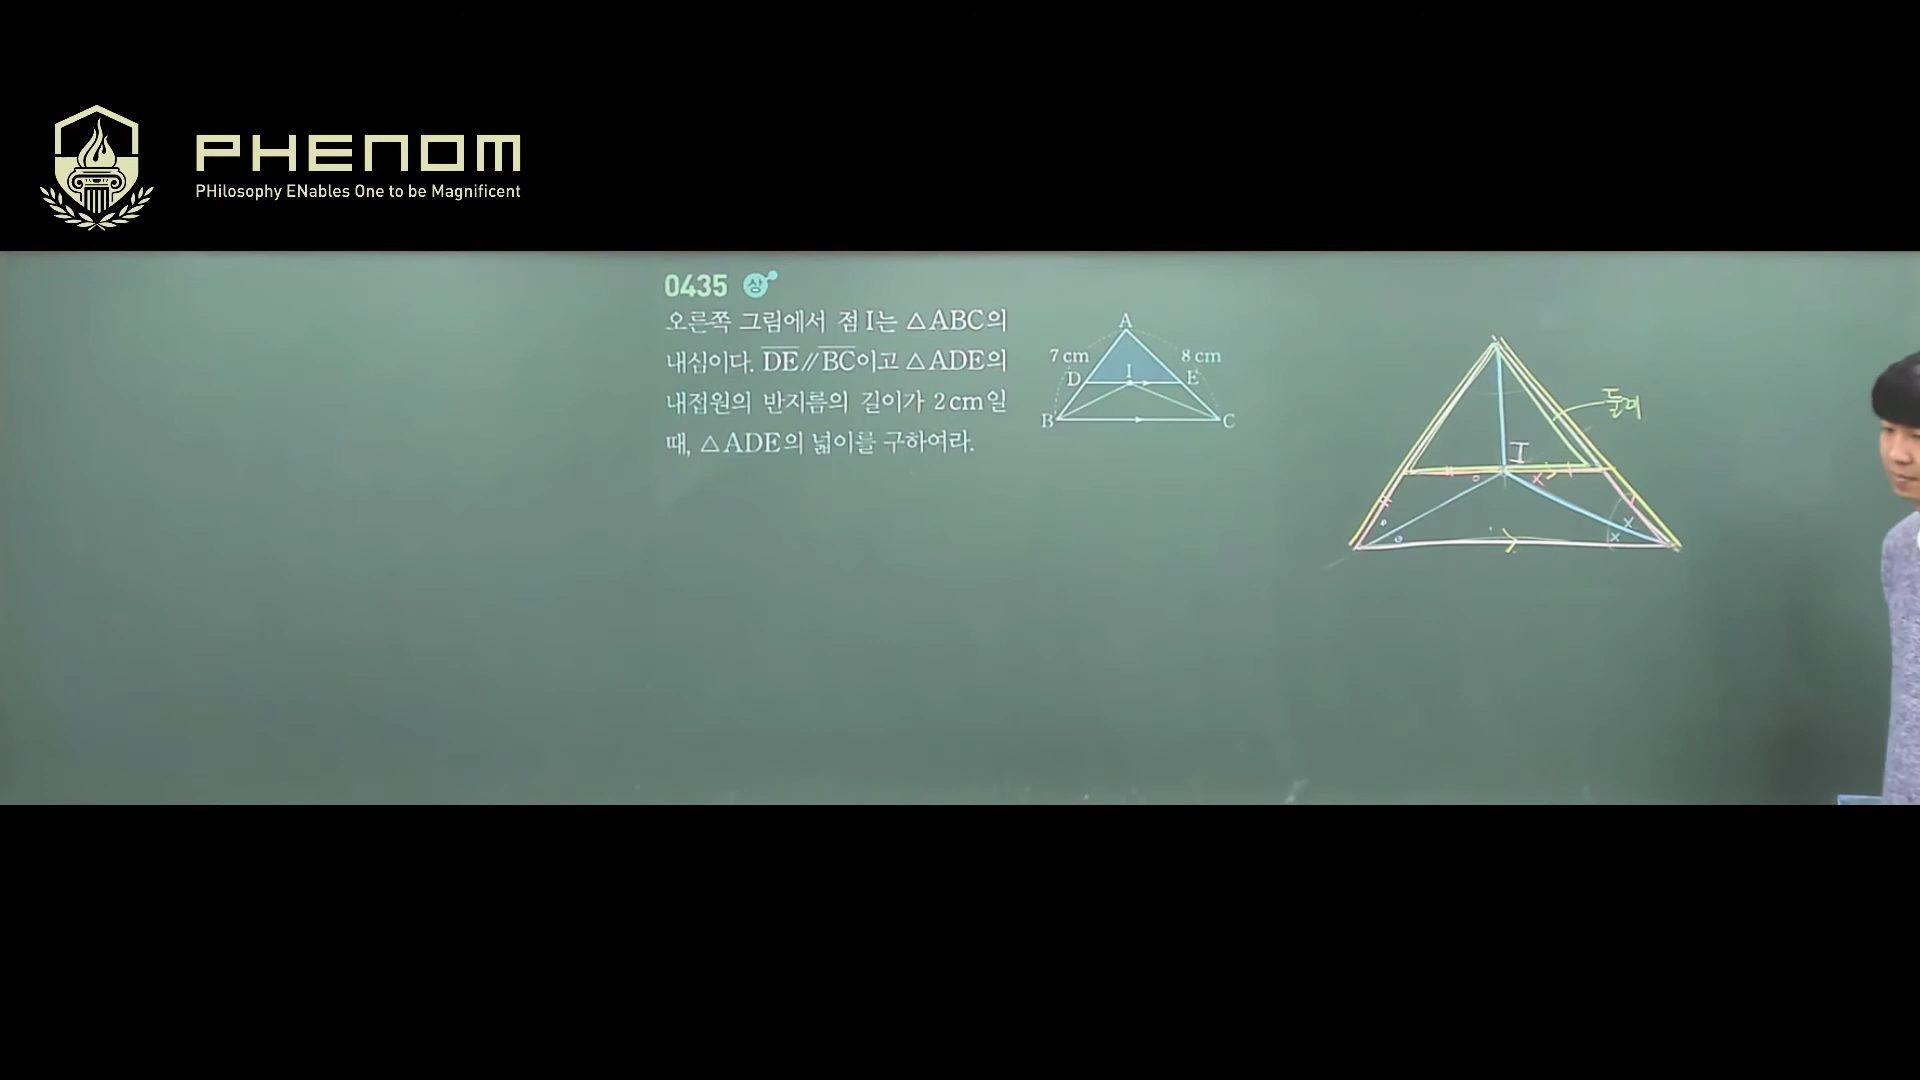 PHENOM
PHilosophy ENables One to be Magnificent
0435 상
오른쪽 그림에서 점 I는 △ABC의
내심이다. DE∥BC이고 △ADE의
내접원의 반지름의 길이가 2cm일
때, △ADE의 넓이를 구하여라.
A
7 cm
8 cm
D
I
E
B
C
둘레
I